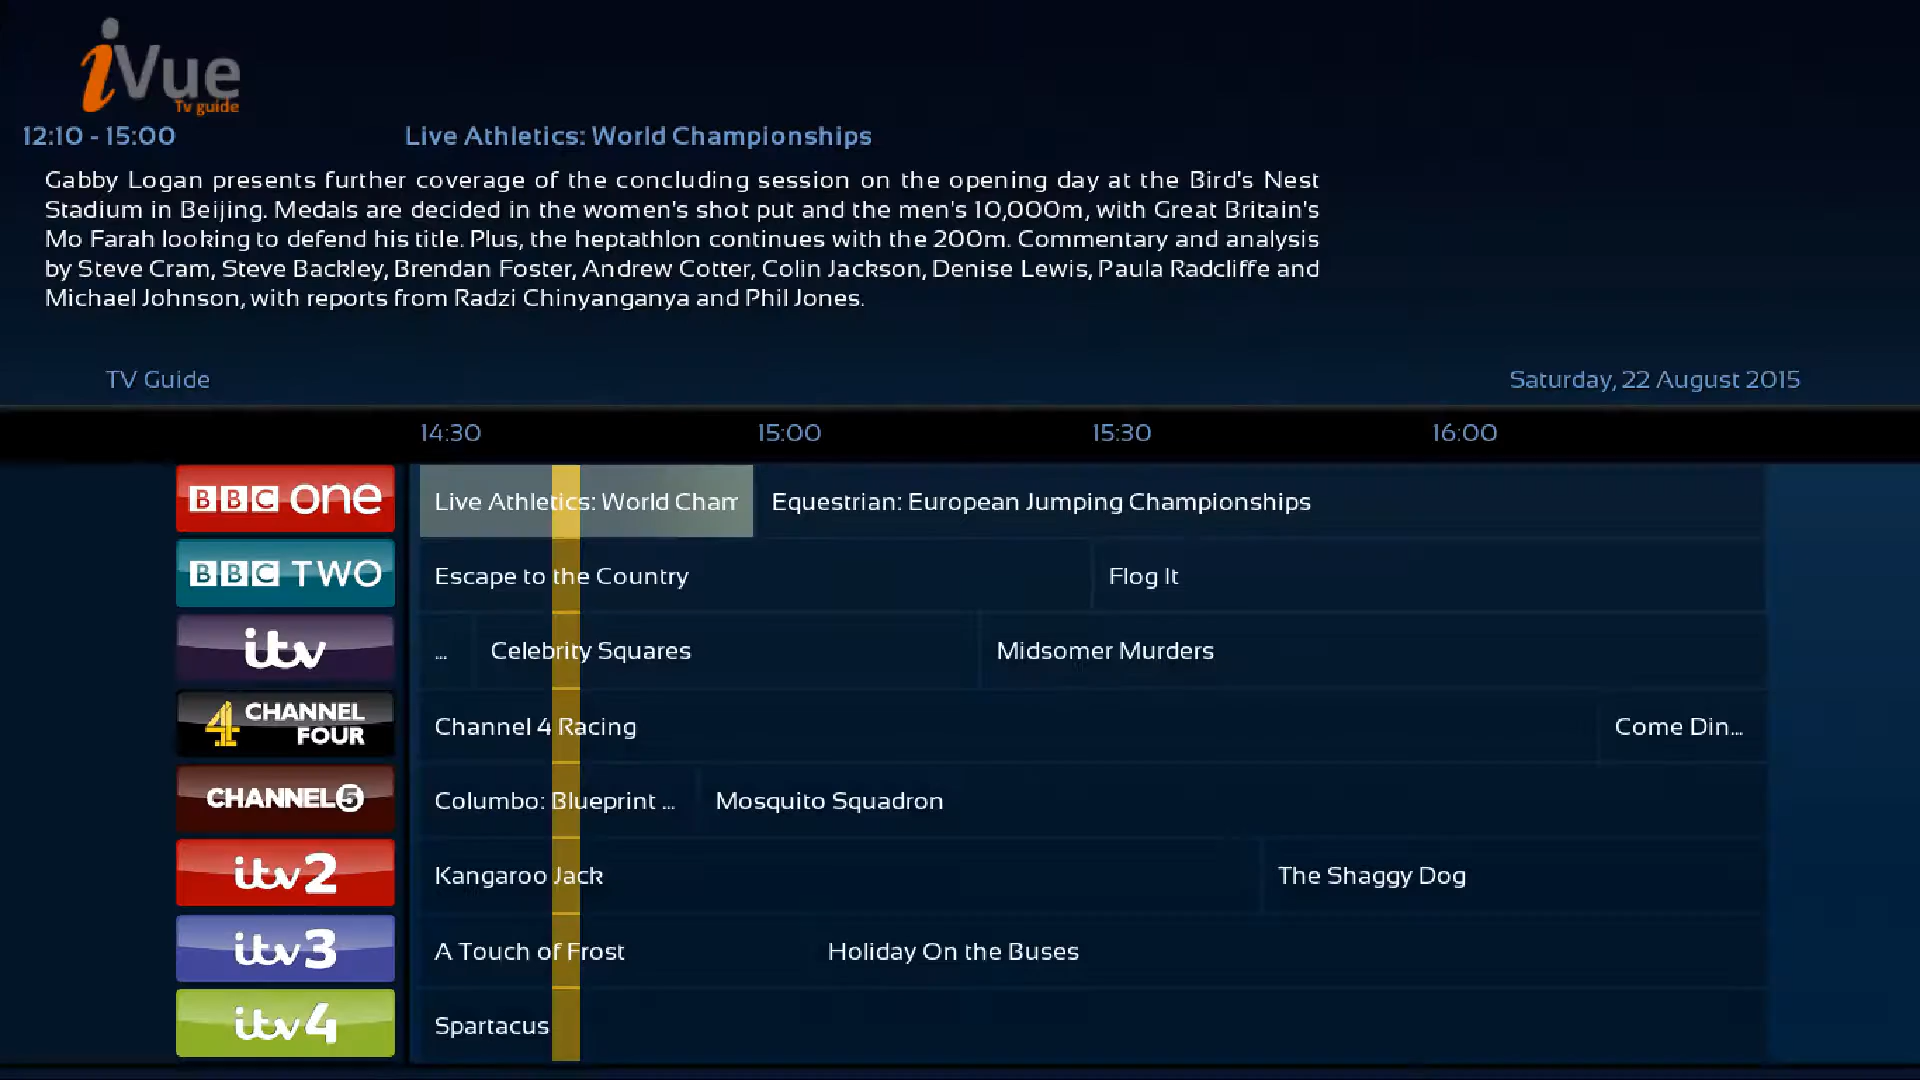 iVue
Tv guide
12:10 - 15:00 Live Athletics: World Championships
Gabby Logan presents further coverage of the concluding session on the opening day at the Bird's Nest
Stadium in Beijing. Medals are decided in the women's shot put and the men's 10,000m, with Great Britain's
Mo Farah looking to defend his title. Plus, the heptathlon continues with the 200m. Commentary and analysis
by Steve Cram, Steve Backley, Brendan Foster, Andrew Cotter, Colin Jackson, Denise Lewis, Paula Radcliffe and
Michael Johnson, with reports from Radzi Chinyanganya and Phil Jones.
TV Guide Saturday, 22 August 2015
14:30 15:00 15:30 16:00
BBC one Live Athletics: World Cham Equestrian: European Jumping Championships
BBC TWO Escape to the Country Flog It
itv ... Celebrity Squares Midsomer Murders
4 CHANNEL FOUR Channel 4 Racing Come Din...
CHANNEL 5 Columbo: Blueprint ... Mosquito Squadron
itv2 Kangaroo Jack The Shaggy Dog
itv3 A Touch of Frost Holiday On the Buses
itv4 Spartacus